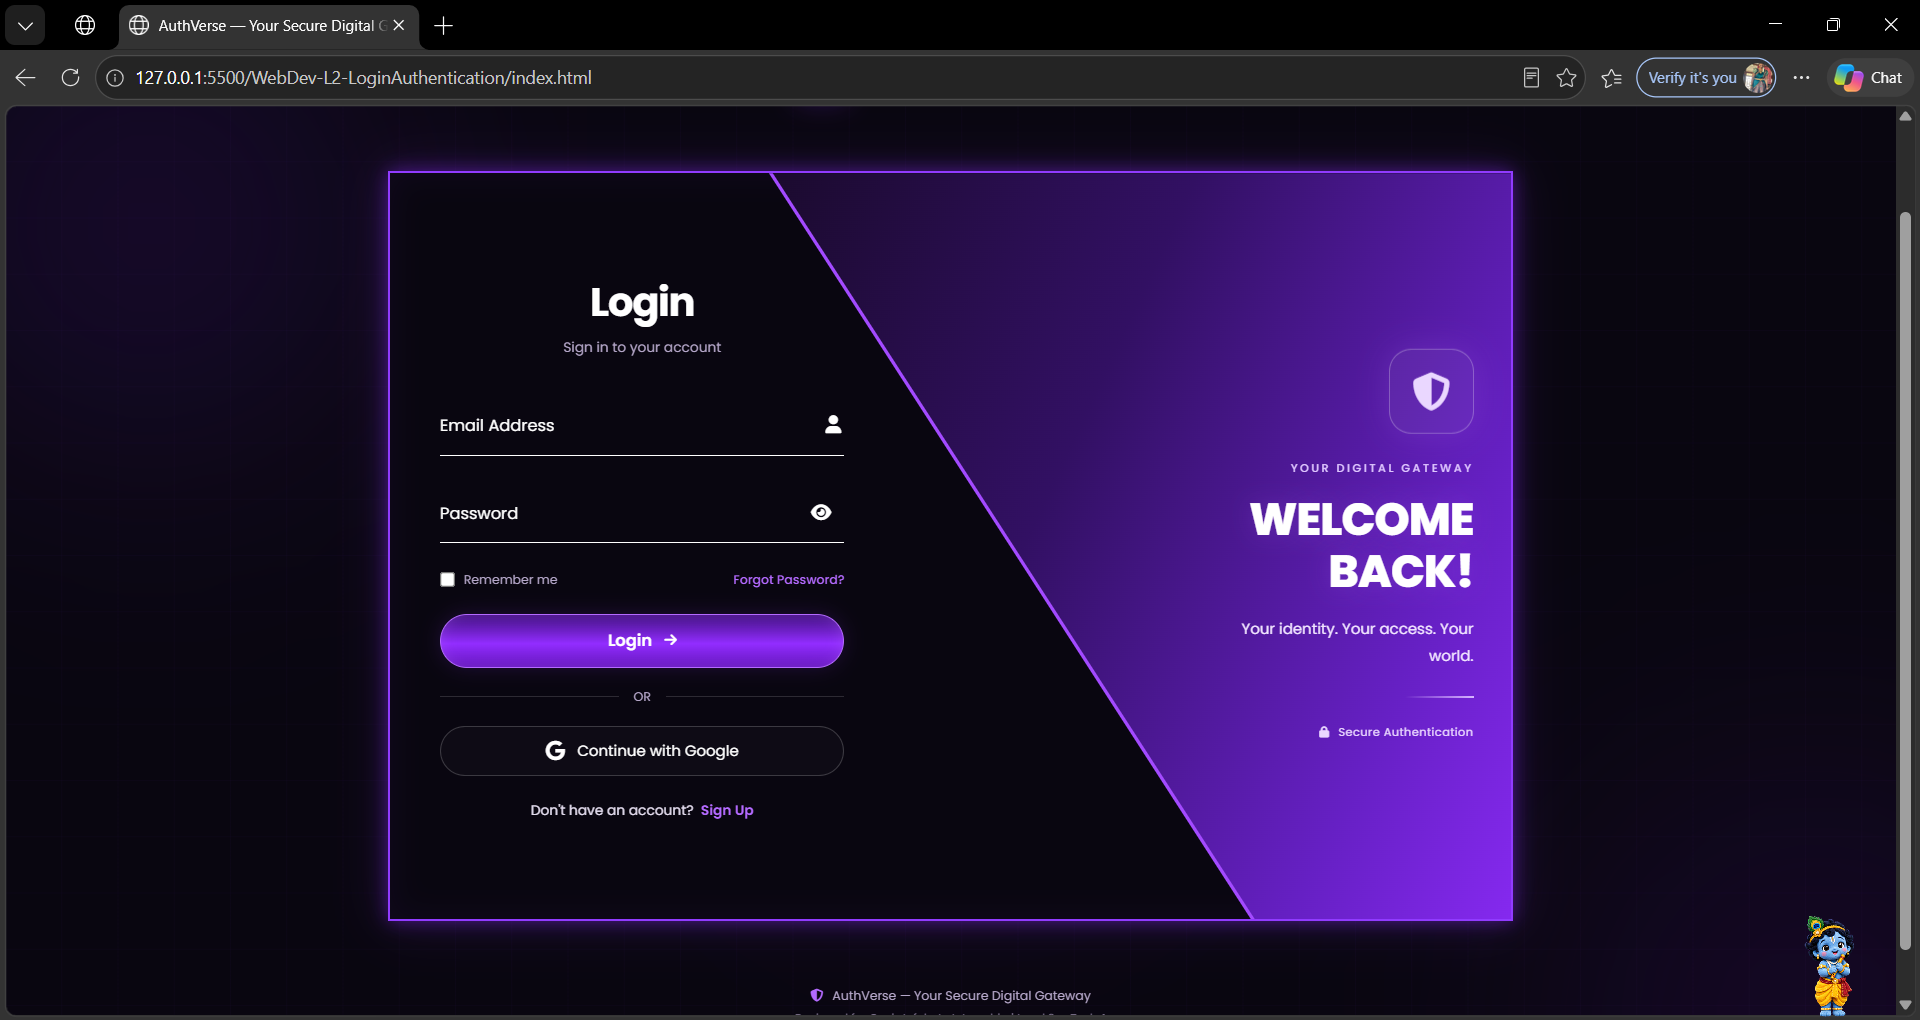 AuthVerse — Your Secure Digital
127.0.0.1:5500/WebDev-L2-LoginAuthentication/index.html
Verify it's you
Chat
Login
Sign in to your account
Email Address
Password
Remember me
Forgot Password?
Login →
OR
G Continue with Google
Don't have an account? Sign Up
YOUR DIGITAL GATEWAY
WELCOME
BACK!
Your identity. Your access. Your
world.
Secure Authentication
AuthVerse — Your Secure Digital Gateway